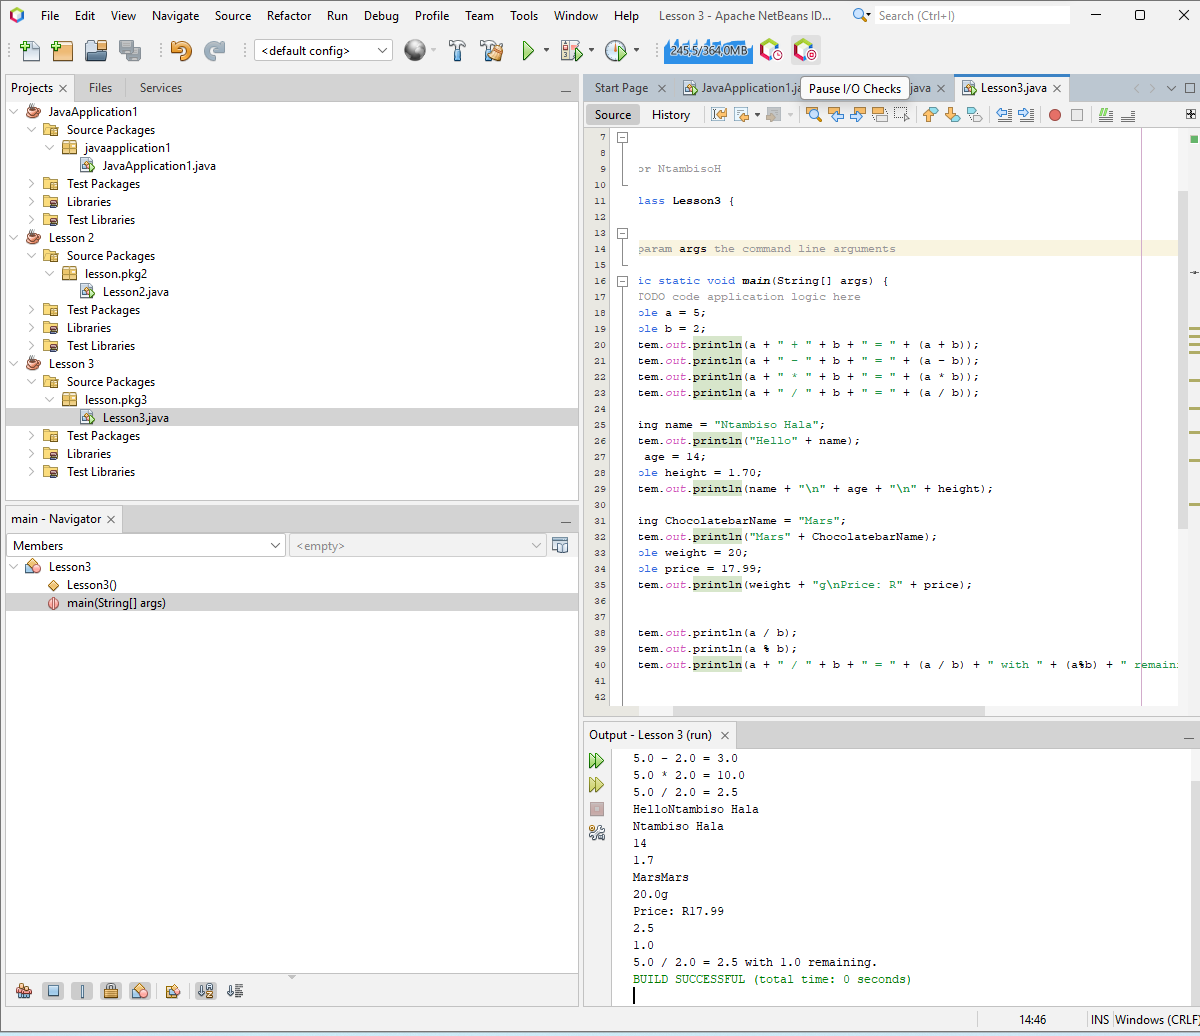 File Edit View Navigate Source Refactor Run Debug Profile Team Tools Window Help Lesson 3 - Apache NetBeans ID... Search (Ctrl+I)
<default config> 245,5/364,0MB
Projects Files Services
JavaApplication1
Source Packages
javaapplication1
JavaApplication1.java
Test Packages
Libraries
Test Libraries
Lesson 2
Source Packages
lesson.pkg2
Lesson2.java
Test Packages
Libraries
Test Libraries
Lesson 3
Source Packages
lesson.pkg3
Lesson3.java
Test Packages
Libraries
Test Libraries
main - Navigator
Members <empty>
Lesson3
Lesson3()
main(String[] args)
Start Page JavaApplication1.ja Pause I/O Checks java Lesson3.java
Source History
7
8
9 or NtambisoH
10
11 lass Lesson3 {
12
13
14 param args the command line arguments
15
16 ic static void main(String[] args) {
17 TODO code application logic here
18 ble a = 5;
19 ble b = 2;
20 tem.out.println(a + " + " + b + " = " + (a + b));
21 tem.out.println(a + " - " + b + " = " + (a - b));
22 tem.out.println(a + " * " + b + " = " + (a * b));
23 tem.out.println(a + " / " + b + " = " + (a / b));
24
25 ing name = "Ntambiso Hala";
26 tem.out.println("Hello" + name);
27 age = 14;
28 ble height = 1.70;
29 tem.out.println(name + "\n" + age + "\n" + height);
30
31 ing ChocolatebarName = "Mars";
32 tem.out.println("Mars" + ChocolatebarName);
33 ble weight = 20;
34 ble price = 17.99;
35 tem.out.println(weight + "g\nPrice: R" + price);
36
37
38 tem.out.println(a / b);
39 tem.out.println(a % b);
40 tem.out.println(a + " / " + b + " = " + (a / b) + " with " + (a%b) + " remain
41
42
Output - Lesson 3 (run)
5.0 - 2.0 = 3.0
5.0 * 2.0 = 10.0
5.0 / 2.0 = 2.5
HelloNtambiso Hala
Ntambiso Hala
14
1.7
MarsMars
20.0g
Price: R17.99
2.5
1.0
5.0 / 2.0 = 2.5 with 1.0 remaining.
BUILD SUCCESSFUL (total time: 0 seconds)
14:46 INS Windows (CRLF)